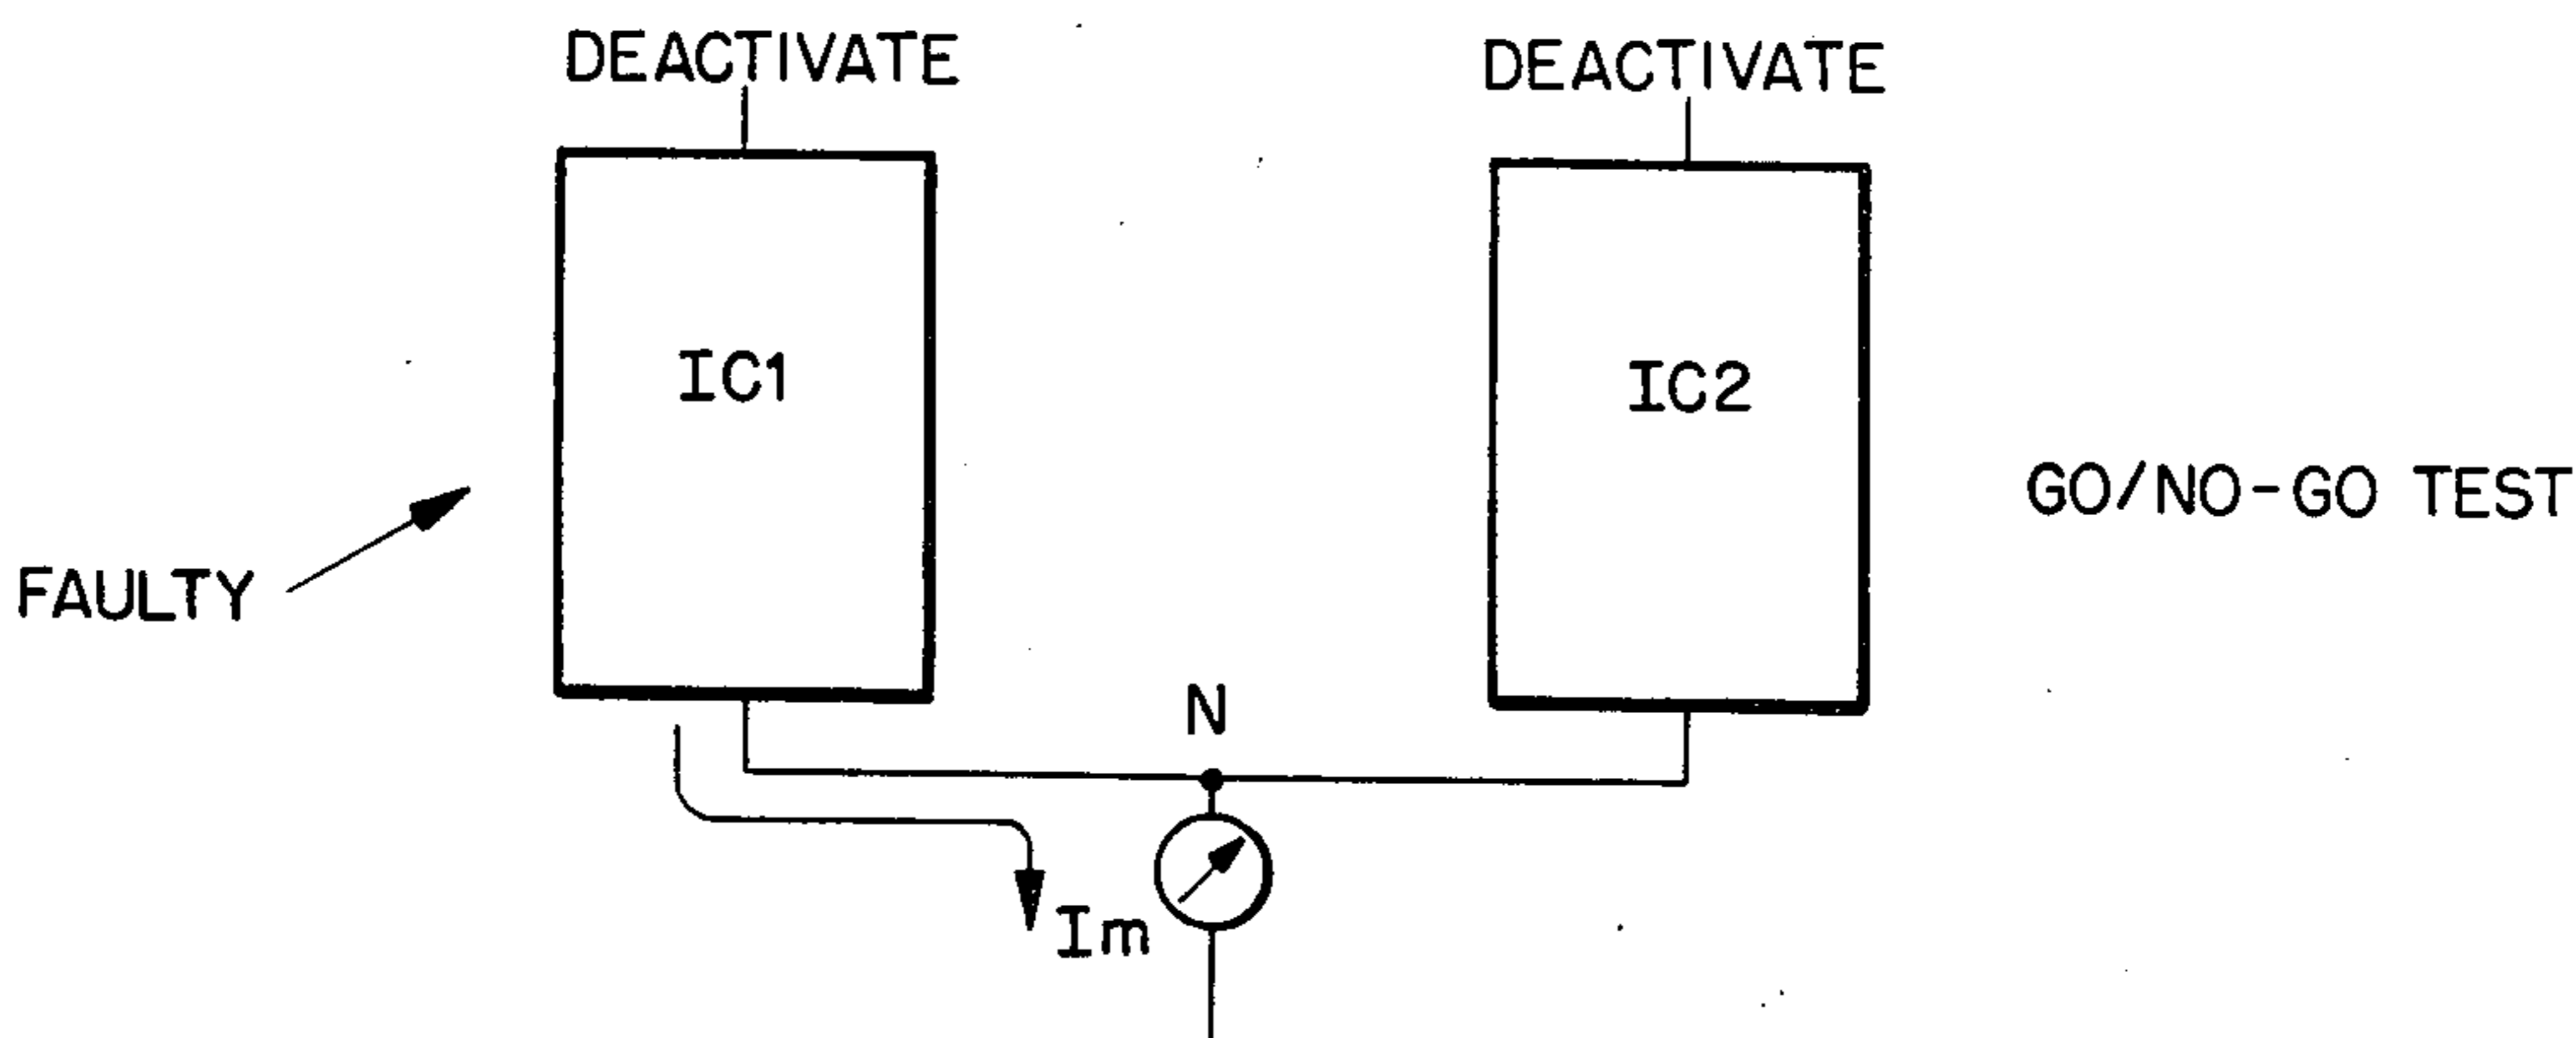 DEACTIVATE
DEACTIVATE
IC1
IC2
GO/NO-GO TEST
FAULTY
N
Im